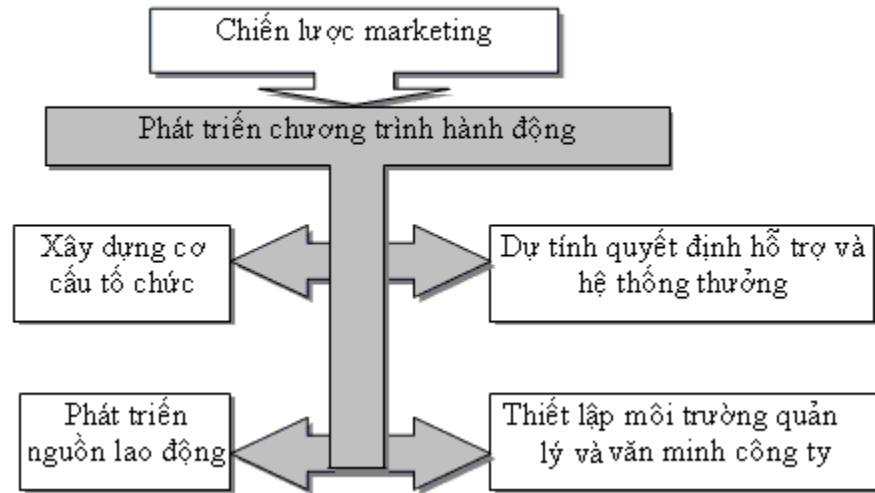 Chiến lược marketing
Phát triển chương trình hành động
Xây dựng cơ
cấu tổ chức
Dự tính quyết định hỗ trợ và
hệ thống thưởng
Phát triển
nguồn lao động
Thiết lập môi trường quản
lý và văn minh công ty